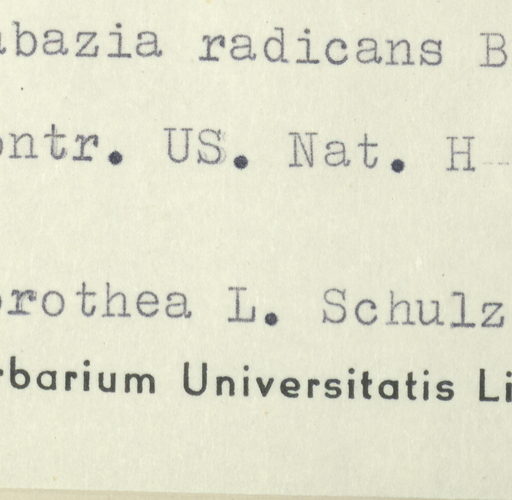 abazia radicans B
ontr. US. Nat. H
orothea L. Schulz
rbarium Universitatis Li